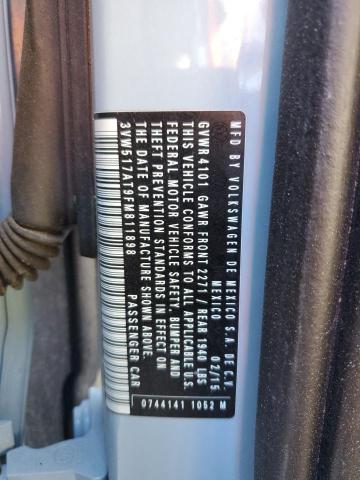 MFD BY VOLKSWAGEN DE MEXICO S.A. DE C.V.
MEXICO 02/15
GVWR 4101 GAWR FRONT 2271 / REAR 1940 LBS
THIS VEHICLE CONFORMS TO ALL APPLICABLE U.S.
FEDERAL MOTOR VEHICLE SAFETY, BUMPER AND
THEFT PREVENTION STANDARDS IN EFFECT ON
THE DATE OF MANUFACTURE SHOWN ABOVE.
3VW517AT9FM811898 PASSENGER CAR
0744141 1052 M